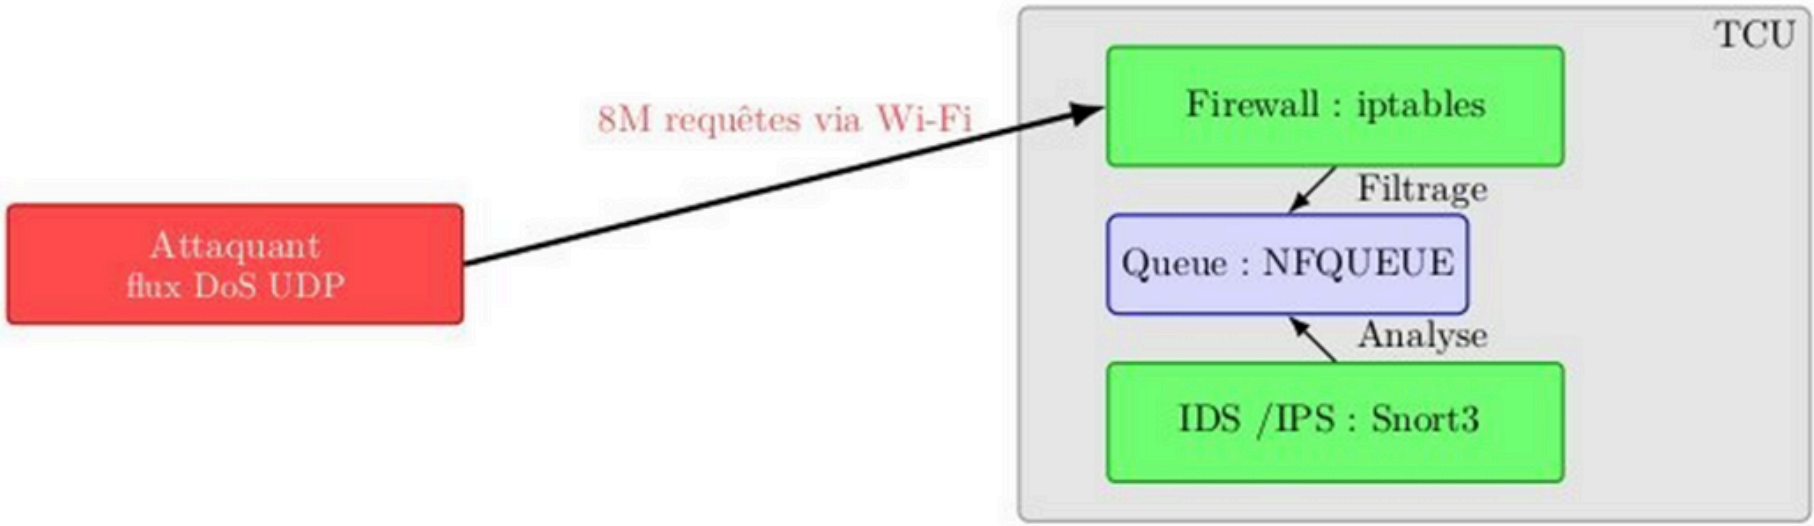 TCU
Firewall : iptables
8M requêtes via Wi-Fi
Filtrage
Attaquant
flux DoS UDP
Queue : NFQUEUE
Analyse
IDS /IPS : Snort3